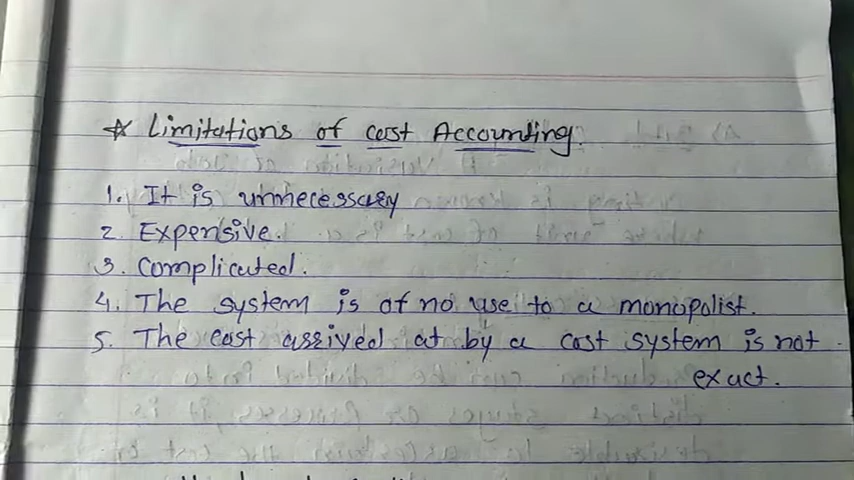 ☆ Limitations of cost Accounting.
1. It is unnecessary
2. Expensive.
3. Complicated.
4. The system is of no use to a monopolist.
5. The cost assived at by a cost system is not
exact.